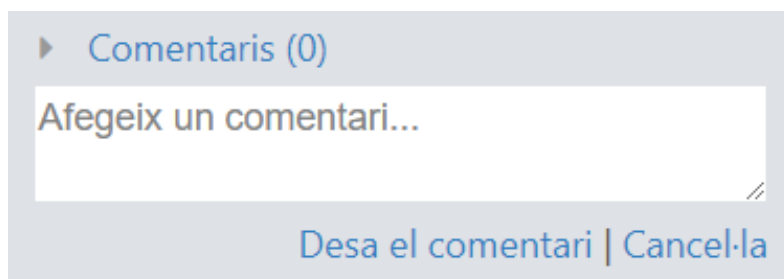 Comentaris (0)
Afegeix un comentari...
Desa el comentari | Cancel·la